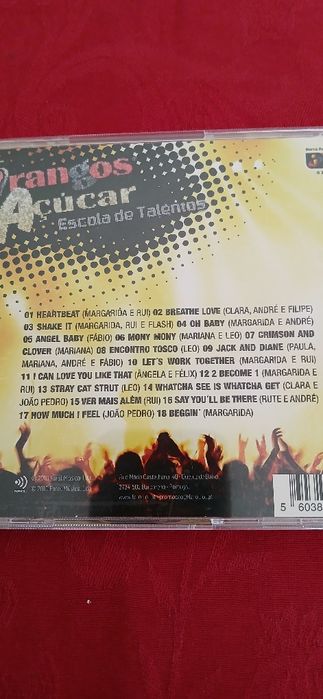 rangos
Açúcar
Escola de Talentos
01 HEARTBEAT (MARGARIDA E RUI) 02 BREATHE LOVE (CLARA, ANDRÉ E FILIPE)
03 SHAKE IT (MARGARIDA, RUI E FLASH) 04 OH BABY (MARGARIDA E ANDRÉ)
05 ANGEL BABY (FÁBIO) 06 MONY MONY (MARIANA E LEO) 07 CRIMSON AND
CLOVER (MARIANA) 08 ENCONTRO TOSCO (LEO) 09 JACK AND DIANE (PAULA,
MARIANA, ANDRÉ E FÁBIO) 10 LET'S WORK TOGETHER (MARGARIDA E RUI)
11 I CAN LOVE YOU LIKE THAT (ÂNGELA E FÉLIX) 12 2 BECOME 1 (MARGARIDA E
RUI) 13 STRAY CAT STRUT (LEO) 14 WHATCHA SEE IS WHATCHA GET (CLARA E
JOÃO PEDRO) 15 VER MAIS ALÉM (RUI) 16 SAY YOU'LL BE THERE (RUTE E ANDRÉ)
17 HOW MUCH I FEEL (JOÃO PEDRO) 18 BEGGIN' (MARGARIDA)
5 6038